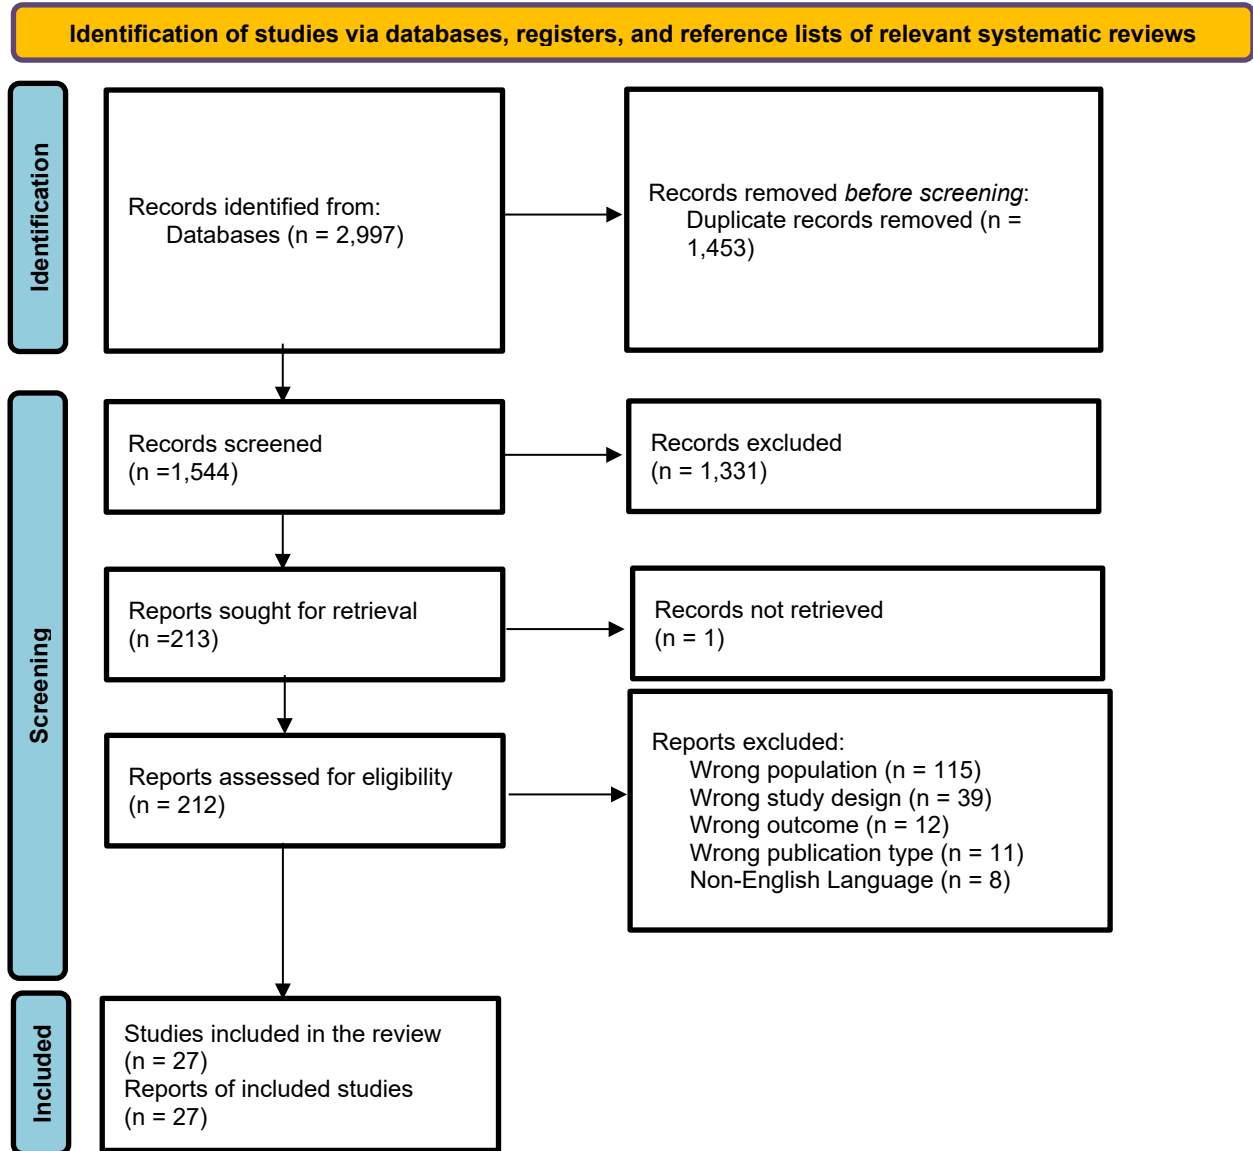 Identification of studies via databases, registers, and reference lists of relevant systematic reviews
Identification
Records identified from:
Databases (n = 2,997)
Records removed before screening:
Duplicate records removed (n =
1,453)
Screening
Records screened
(n =1,544)
Records excluded
(n = 1,331)
Reports sought for retrieval
(n =213)
Records not retrieved
(n = 1)
Reports assessed for eligibility
(n = 212)
Reports excluded:
Wrong population (n = 115)
Wrong study design (n = 39)
Wrong outcome (n = 12)
Wrong publication type (n = 11)
Non-English Language (n = 8)
Included
Studies included in the review
(n = 27)
Reports of included studies
(n = 27)